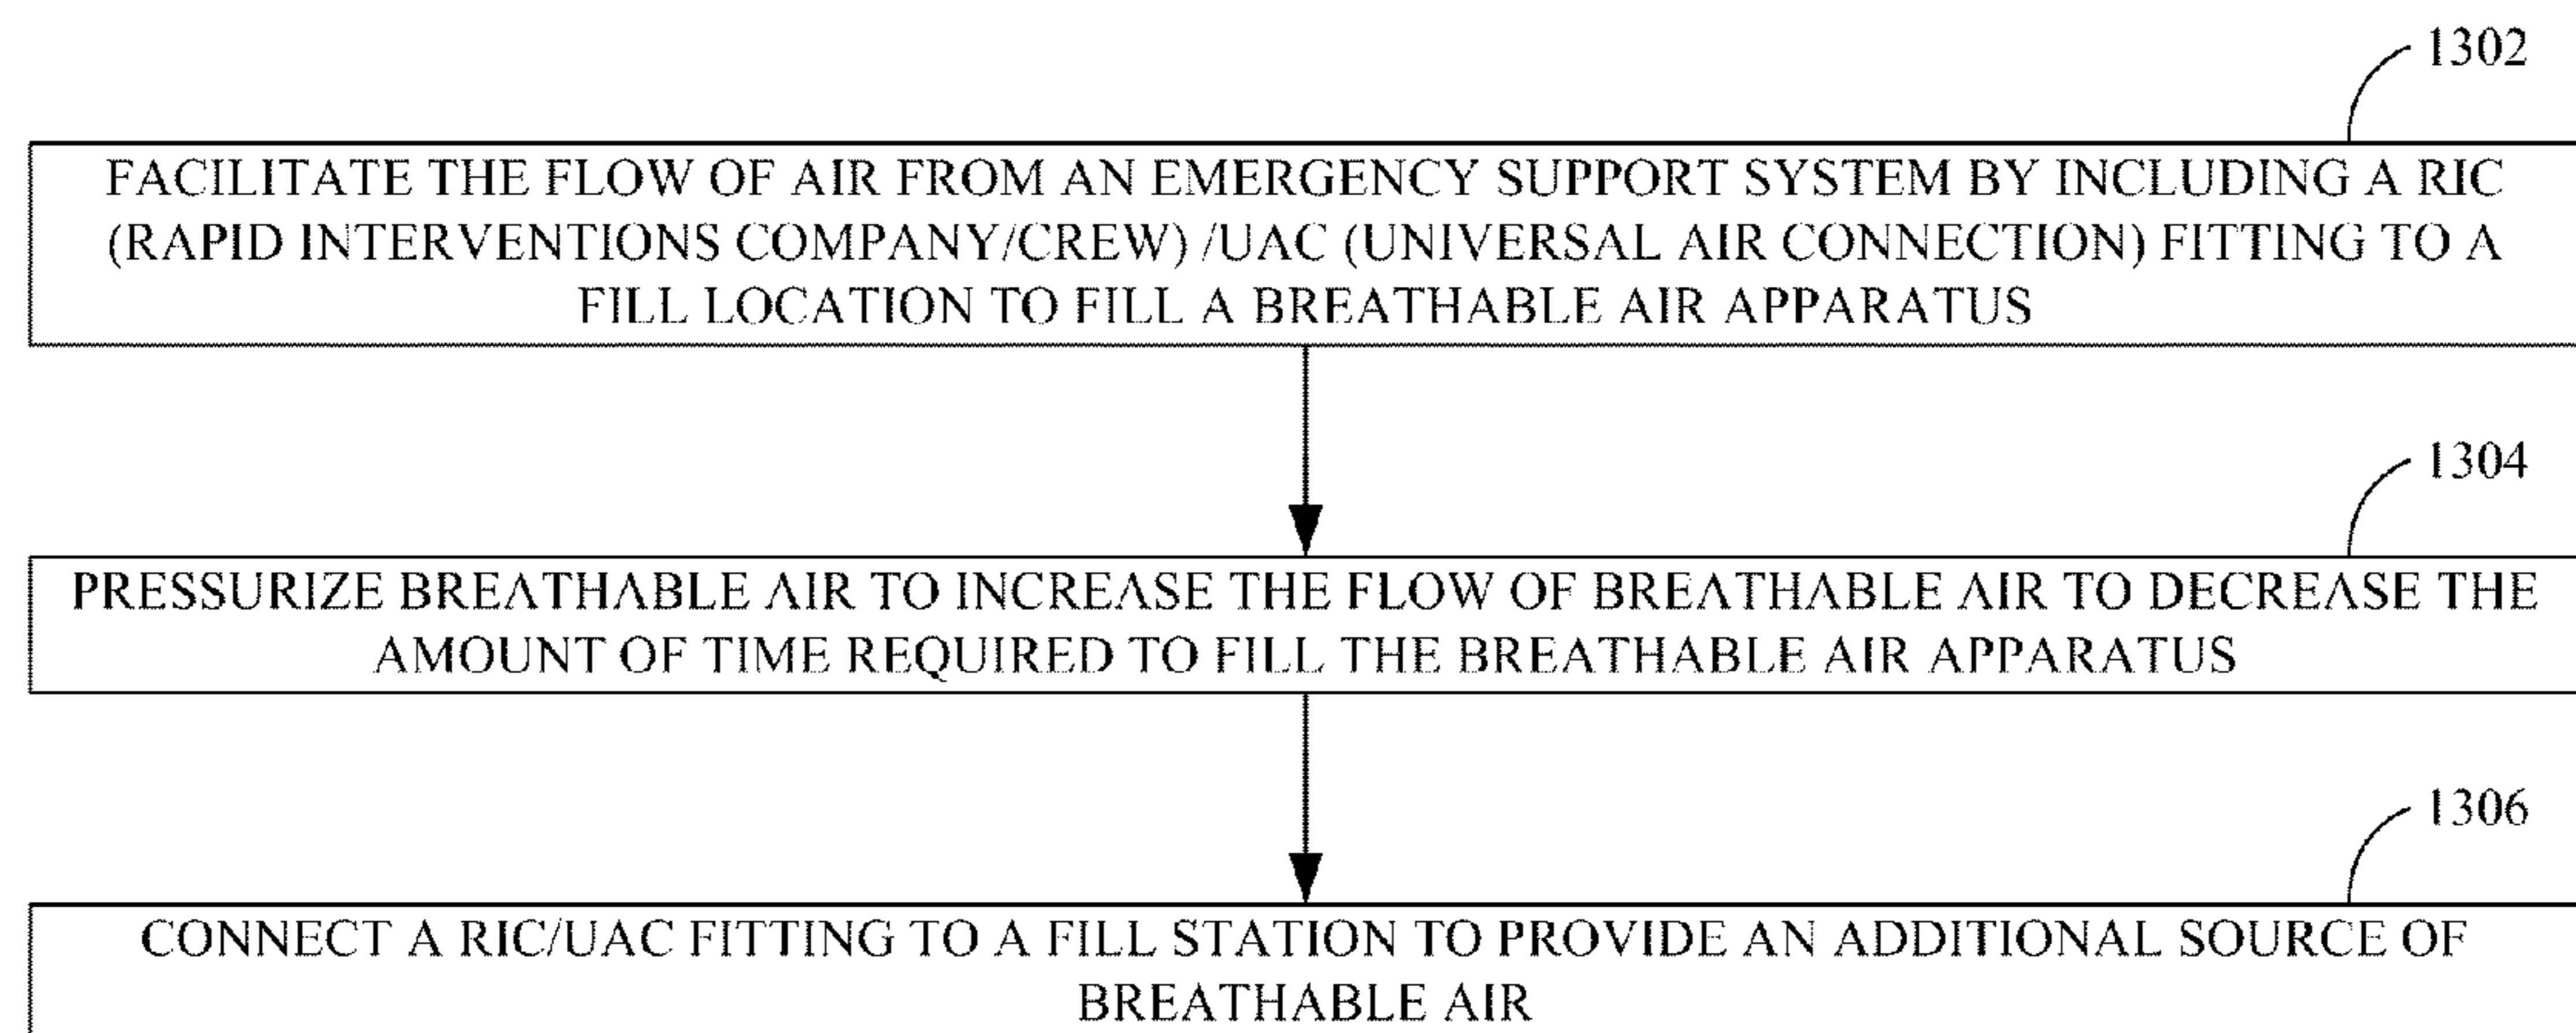 1302
FACILITATE THE FLOW OF AIR FROM AN EMERGENCY SUPPORT SYSTEM BY INCLUDING A RIC
(RAPID INTERVENTIONS COMPANY/CREW) /UAC (UNIVERSAL AIR CONNECTION) FITTING TO A
FILL LOCATION TO FILL A BREATHABLE AIR APPARATUS
1304
PRESSURIZE BREATHABLE AIR TO INCREASE THE FLOW OF BREATHABLE AIR TO DECREASE THE
AMOUNT OF TIME REQUIRED TO FILL THE BREATHABLE AIR APPARATUS
1306
CONNECT A RIC/UAC FITTING TO A FILL STATION TO PROVIDE AN ADDITIONAL SOURCE OF
BREATHABLE AIR